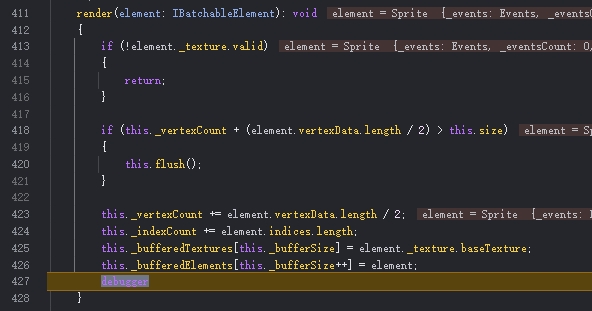 411 render(element: IBatchableElement): void element = Sprite {_events: Events, _events
412 {
413 if (!element._texture.valid) element = Sprite {_events: Events, _eventsCount: 0,
414 {
415 return;
416 }
417
418 if (this._vertexCount + (element.vertexData.length / 2) > this.size) element = Sp
419 {
420 this.flush();
421 }
422
423 this._vertexCount += element.vertexData.length / 2; element = Sprite {_events:
424 this._indexCount += element.indices.length;
425 this._bufferedTextures[this._bufferSize] = element._texture.baseTexture;
426 this._bufferedElements[this._bufferSize++] = element;
427 debugger
428 }